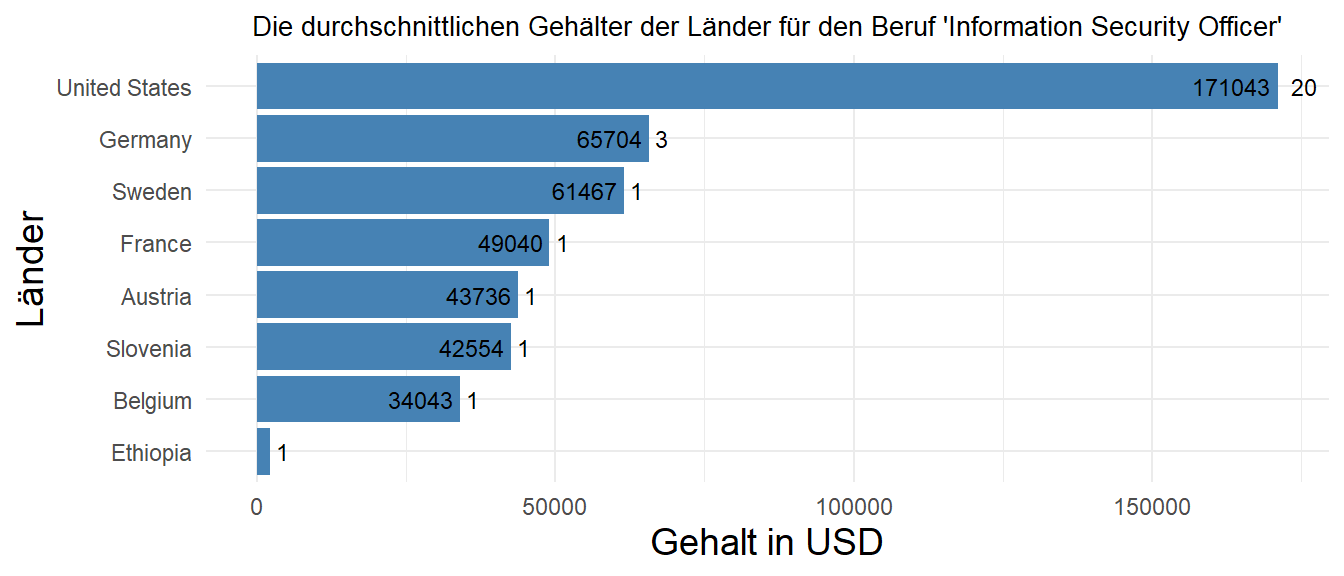 Die durchschnittlichen Gehälter der Länder für den Beruf 'Information Security Officer'
United States 171043 20
Germany 65704 3
Sweden 61467 1
France 49040 1
Austria 43736 1
Slovenia 42554 1
Belgium 34043 1
Ethiopia 1
Länder
0 50000 100000 150000
Gehalt in USD